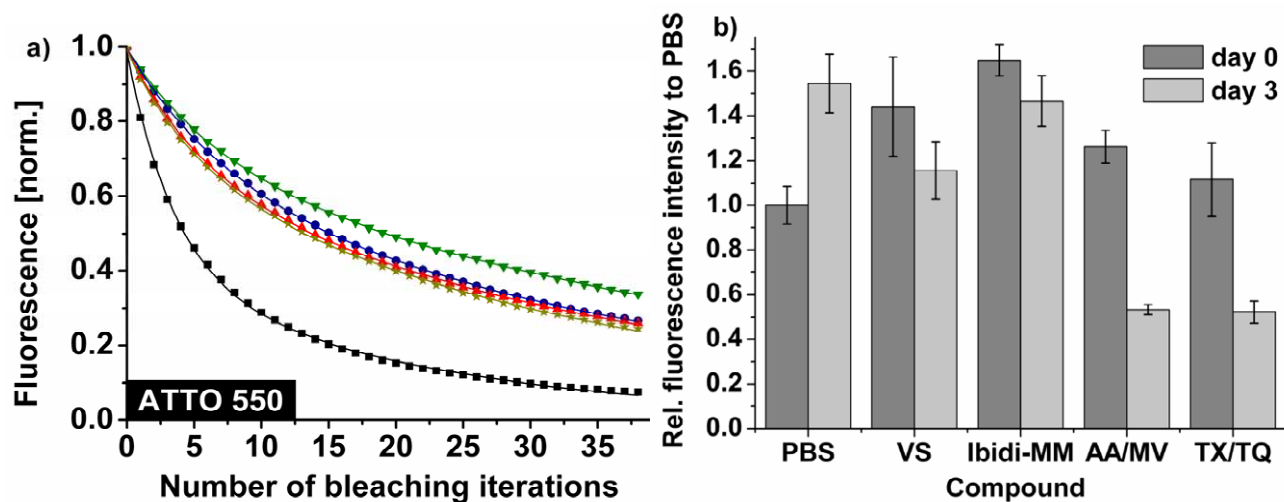 a)
1.0
0.8
0.6
0.4
0.2
0.0
Fluorescence [norm.]
ATTO 550
0 5 10 15 20 25 30 35
Number of bleaching iterations
b)
day 0
day 3
1.6
1.4
1.2
1.0
0.8
0.6
0.4
0.2
0.0
Rel. fluorescence intensity to PBS
PBS VS Ibidi-MM AA/MV TX/TQ
Compound